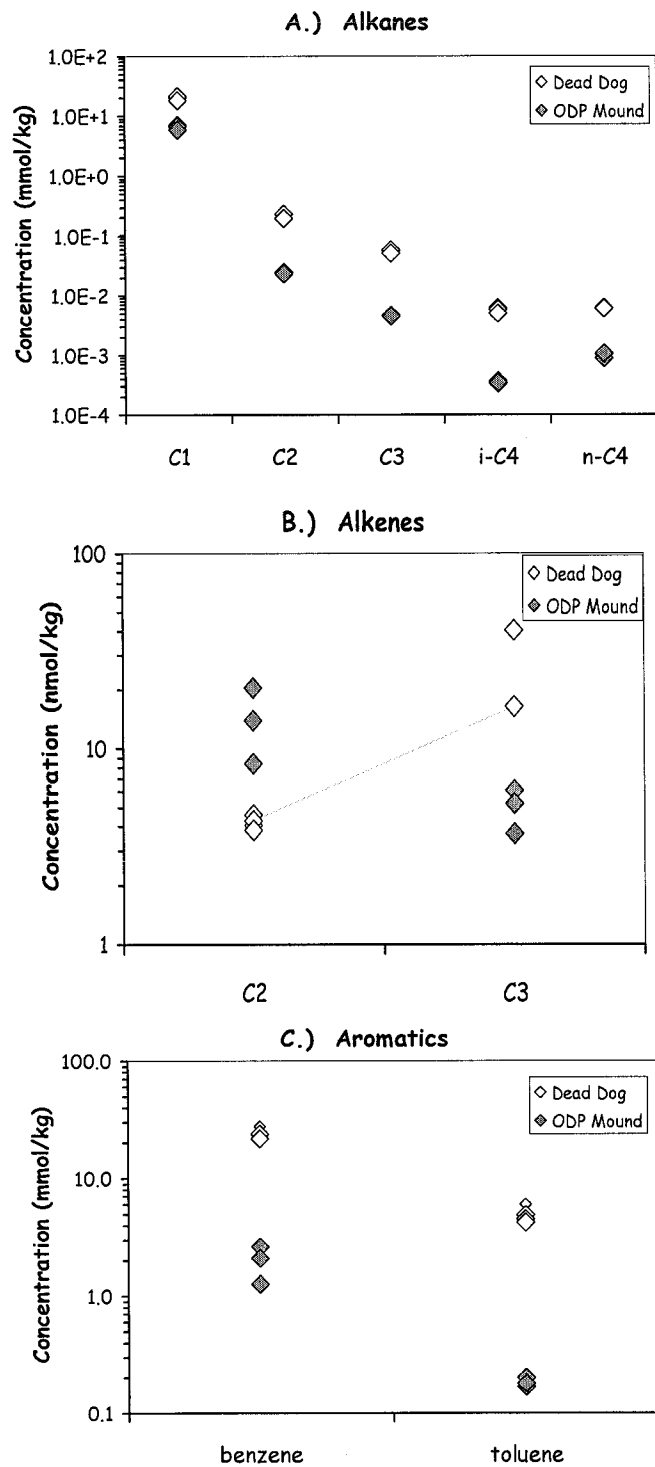 A.) Alkanes
Concentration (mmol/kg)
1.0E+2
1.0E+1
1.0E+0
1.0E-1
1.0E-2
1.0E-3
1.0E-4
Dead Dog
ODP Mound
C1 C2 C3 i-C4 n-C4
B.) Alkenes
Concentration (nmol/kg)
100
10
1
Dead Dog
ODP Mound
C2 C3
C.) Aromatics
Concentration (mmol/kg)
100.0
10.0
1.0
0.1
Dead Dog
ODP Mound
benzene toluene